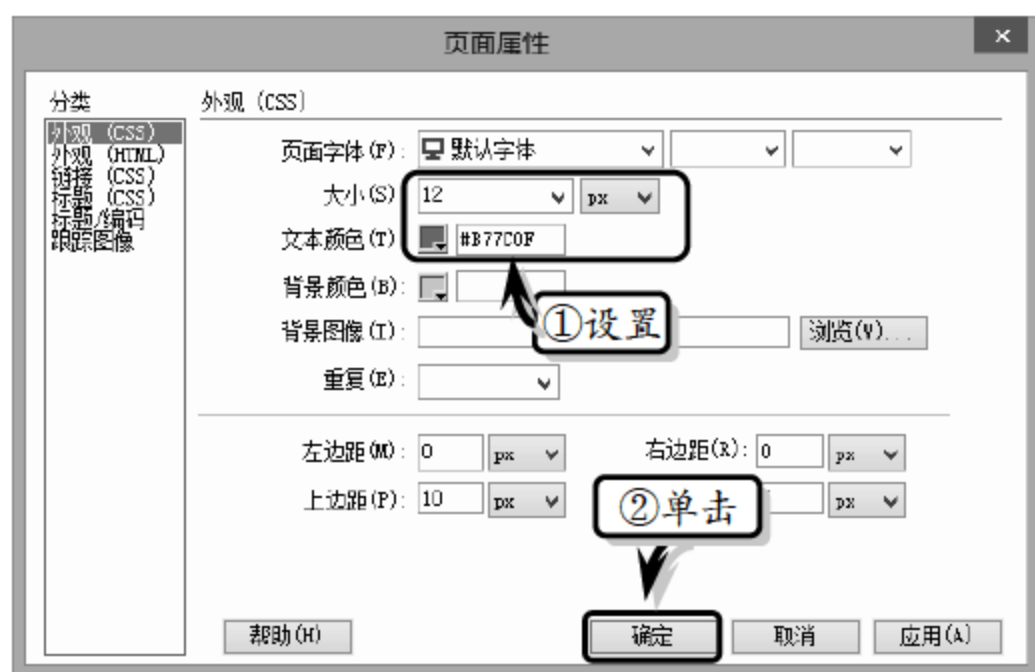 页面属性
分类
外观 (CSS)
外观 (HTML)
链接 (CSS)
标题 (CSS)
标题/编码
跟踪图像
外观 (CSS)
页面字体(F): 默认字体
大小(S) 12 px
文本颜色(T) #B77C0F
背景颜色(B):
①设置
背景图像(I): 浏览(W)...
重复(E):
左边距(M): 0 px 右边距(R): 0 px
上边距(P): 10 px px
②单击
帮助(H) 确定 取消 应用(A)